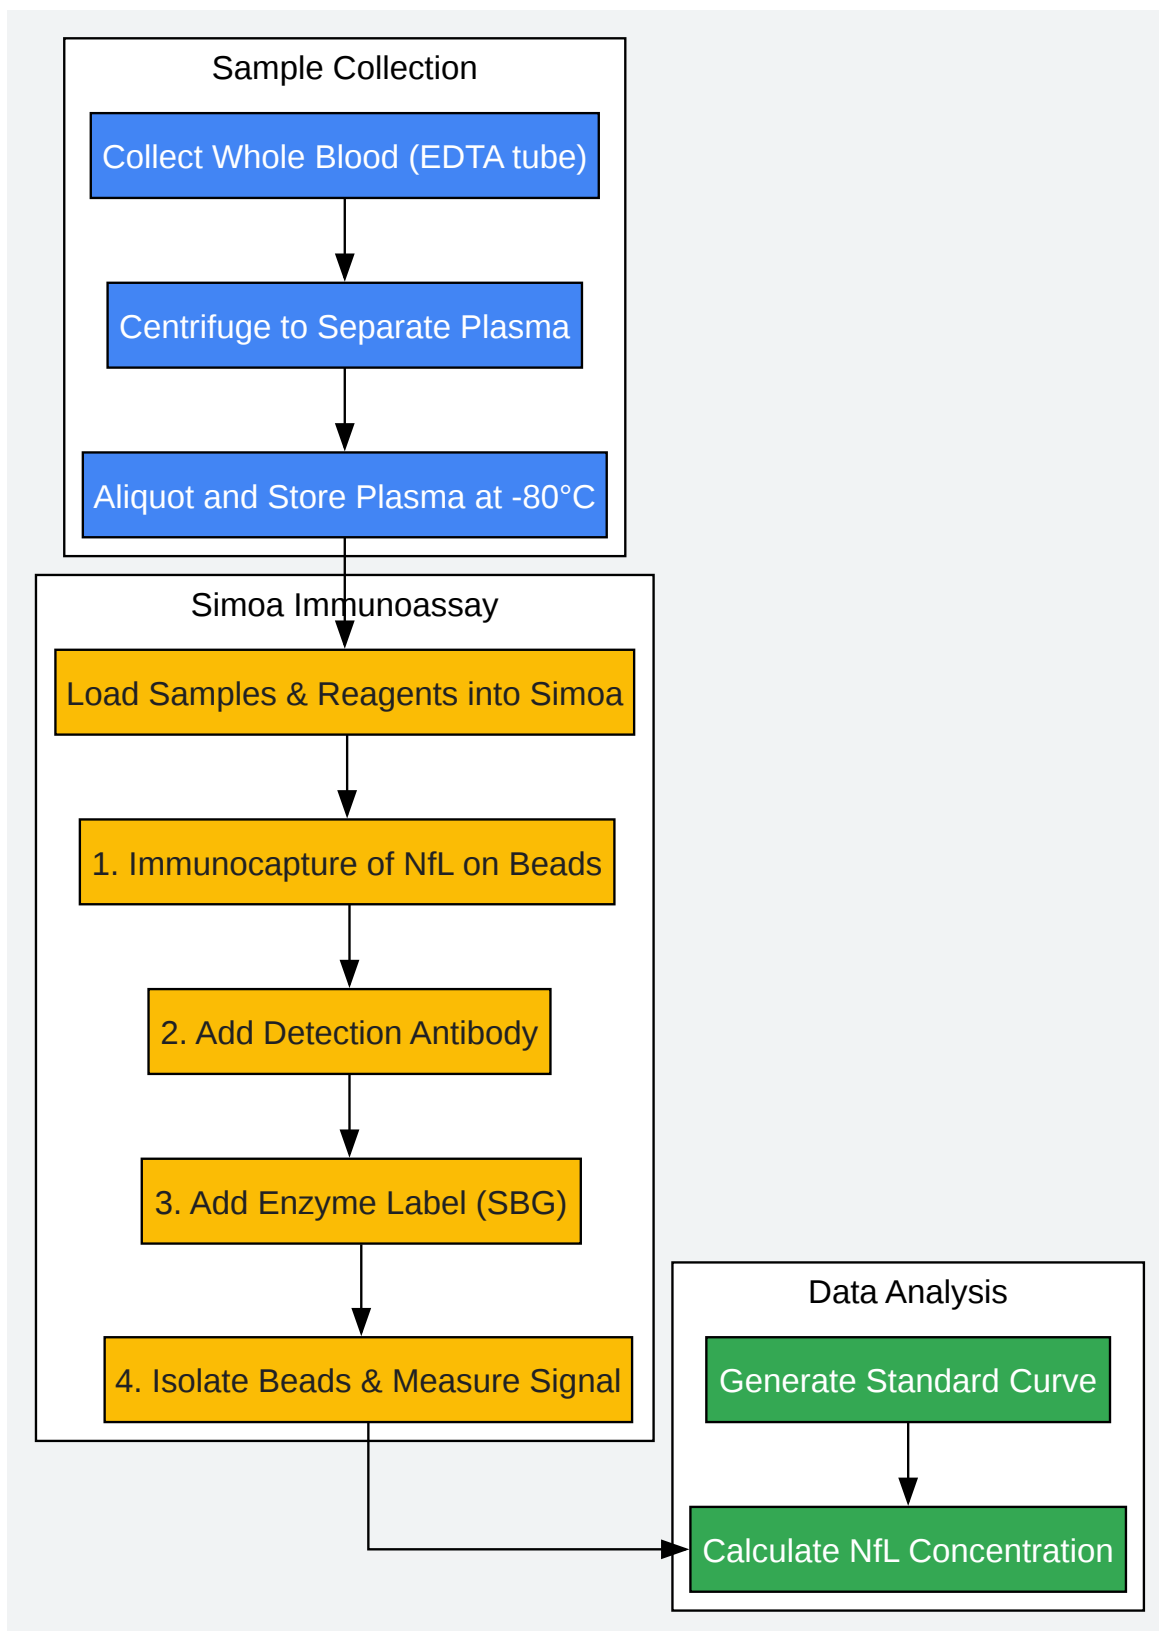 Sample Collection
Collect Whole Blood (EDTA tube)
Centrifuge to Separate Plasma
Aliquot and Store Plasma at -80°C
Simoa Immunoassay
Load Samples & Reagents into Simoa
1. Immunocapture of NfL on Beads
2. Add Detection Antibody
3. Add Enzyme Label (SBG)
4. Isolate Beads & Measure Signal
Data Analysis
Generate Standard Curve
Calculate NfL Concentration